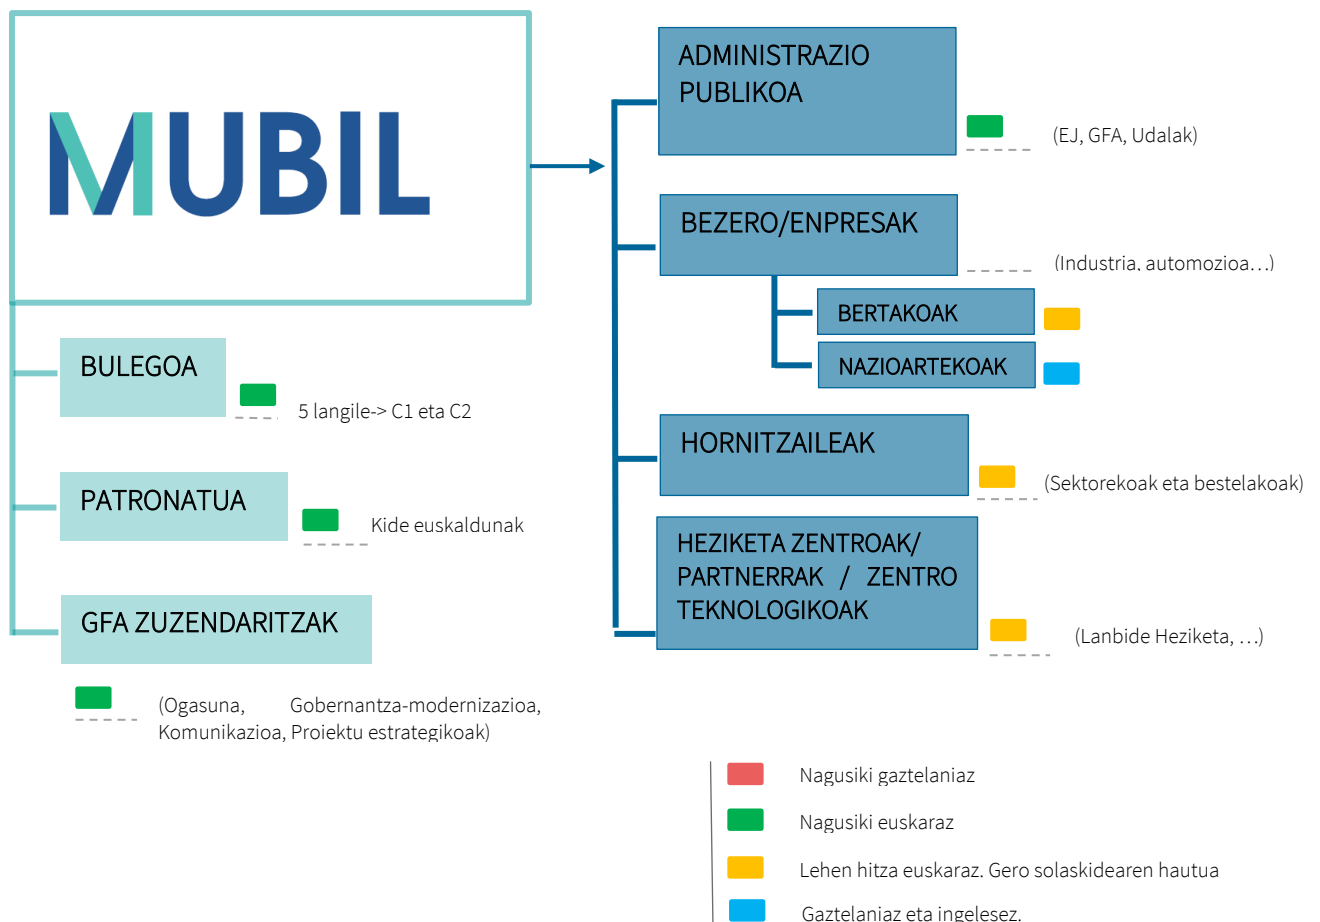 MUBIL
BULEGOA
5 langile-> C1 eta C2
PATRONATUA
Kide euskaldunak
GFA ZUZENDARITZAK
(Ogasuna, Gobernantza-modernizazioa,
Komunikazioa, Proiektu estrategikoak)
ADMINISTRAZIO
PUBLIKOA
(EJ, GFA, Udalak)
BEZERO/ENPRESAK
(Industria, automozioa…)
BERTAKOAK
NAZIOARTEKOAK
HORNITZAILEAK
(Sektorekoak eta bestelakoak)
HEZIKETA ZENTROAK/
PARTNERRAK / ZENTRO
TEKNOLOGIKOAK
(Lanbide Heziketa, …)
Nagusiki gaztelaniaz
Nagusiki euskaraz
Lehen hitza euskaraz. Gero solaskidearen hautua
Gaztelaniaz eta ingelesez.